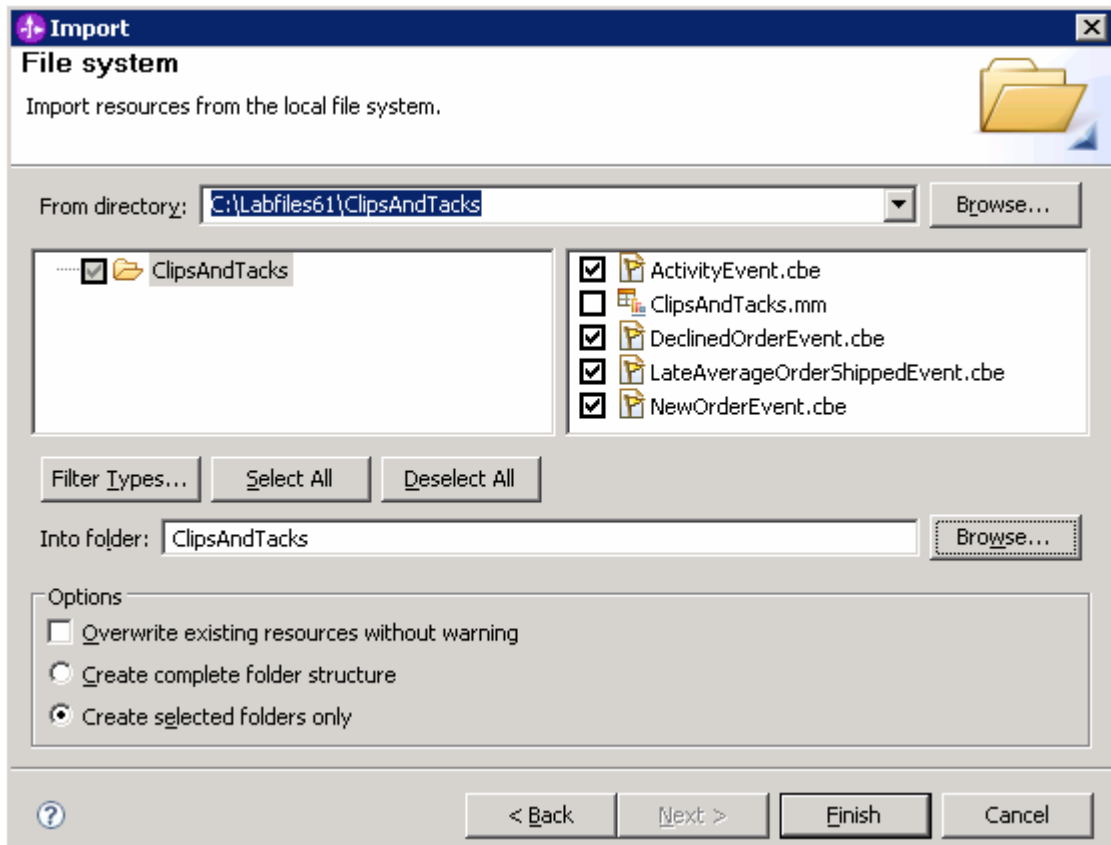 Import
File system
Import resources from the local file system.
From directory: C:\Labfiles61\ClipsAndTacks Browse...
ClipsAndTacks
ActivityEvent.cbe
ClipsAndTacks.mm
DeclinedOrderEvent.cbe
LateAverageOrderShippedEvent.cbe
NewOrderEvent.cbe
Filter Types... Select All Deselect All
Into folder: ClipsAndTacks Browse...
Options
Overwrite existing resources without warning
Create complete folder structure
Create selected folders only
? < Back Next > Finish Cancel